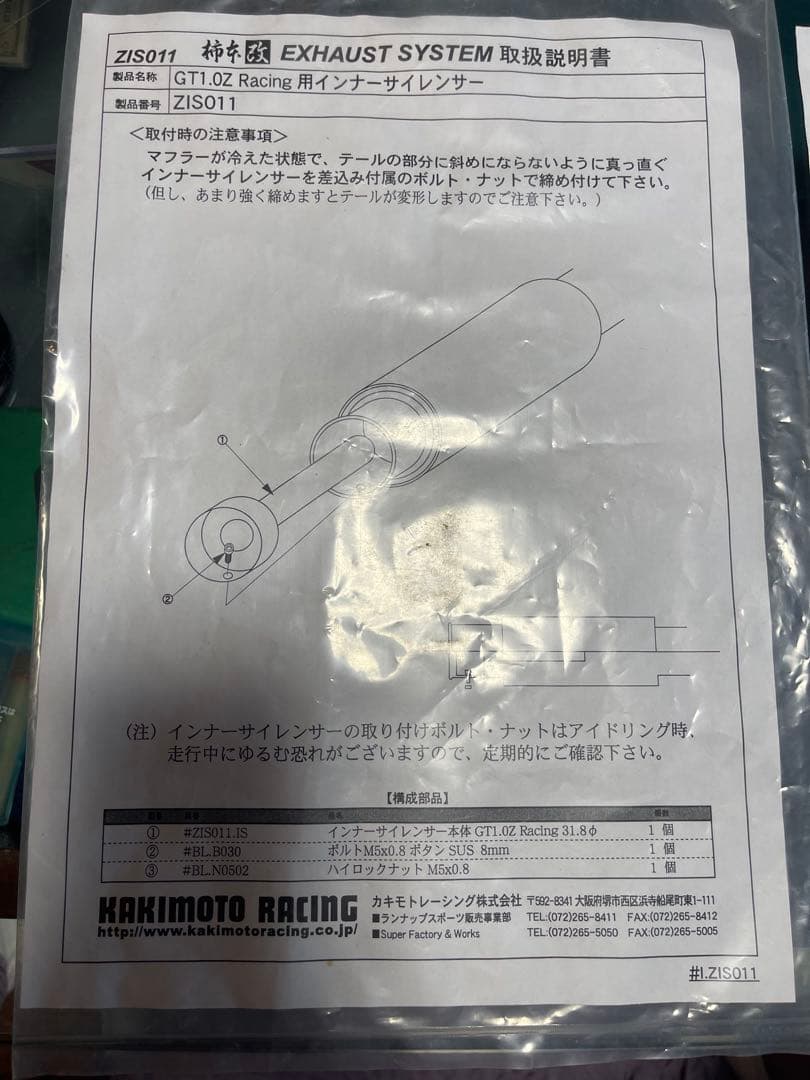 ZIS011 柿本改 EXHAUST SYSTEM 取扱説明書
製品名称 GT1.0Z Racing 用インナーサイレンサー
製品番号 ZIS011
＜取付時の注意事項＞
マフラーが冷えた状態で、テールの部分に斜めにならないように真っ直ぐ
インナーサイレンサーを差込み付属のボルト・ナットで締め付けて下さい。
（但し、あまり強く締めますとテールが変形しますのでご注意下さい。）
①
②
（注）インナーサイレンサーの取り付けボルト・ナットはアイドリング時、
走行中にゆるむ恐れがございますので、定期的にご確認下さい。
【構成部品】
① #ZIS011.IS インナーサイレンサー本体 GT1.0Z Racing 31.8φ 1 個
② #BL.B030 ボルトM5x0.8 ボタン SUS 8mm 1 個
③ #BL.N0502 ハイロックナット M5x0.8 1 個
KAKIMOTO RACING カキモトレーシング株式会社 〒592-8341 大阪府堺市西区浜寺船尾町東1-111
■ランナップスポーツ販売事業部 TEL:(072)265-8411 FAX:(072)265-8412
http://www.kakimotoracing.co.jp/ ■Super Factory & Works TEL:(072)265-5050 FAX:(072)265-5005
#I.ZIS011